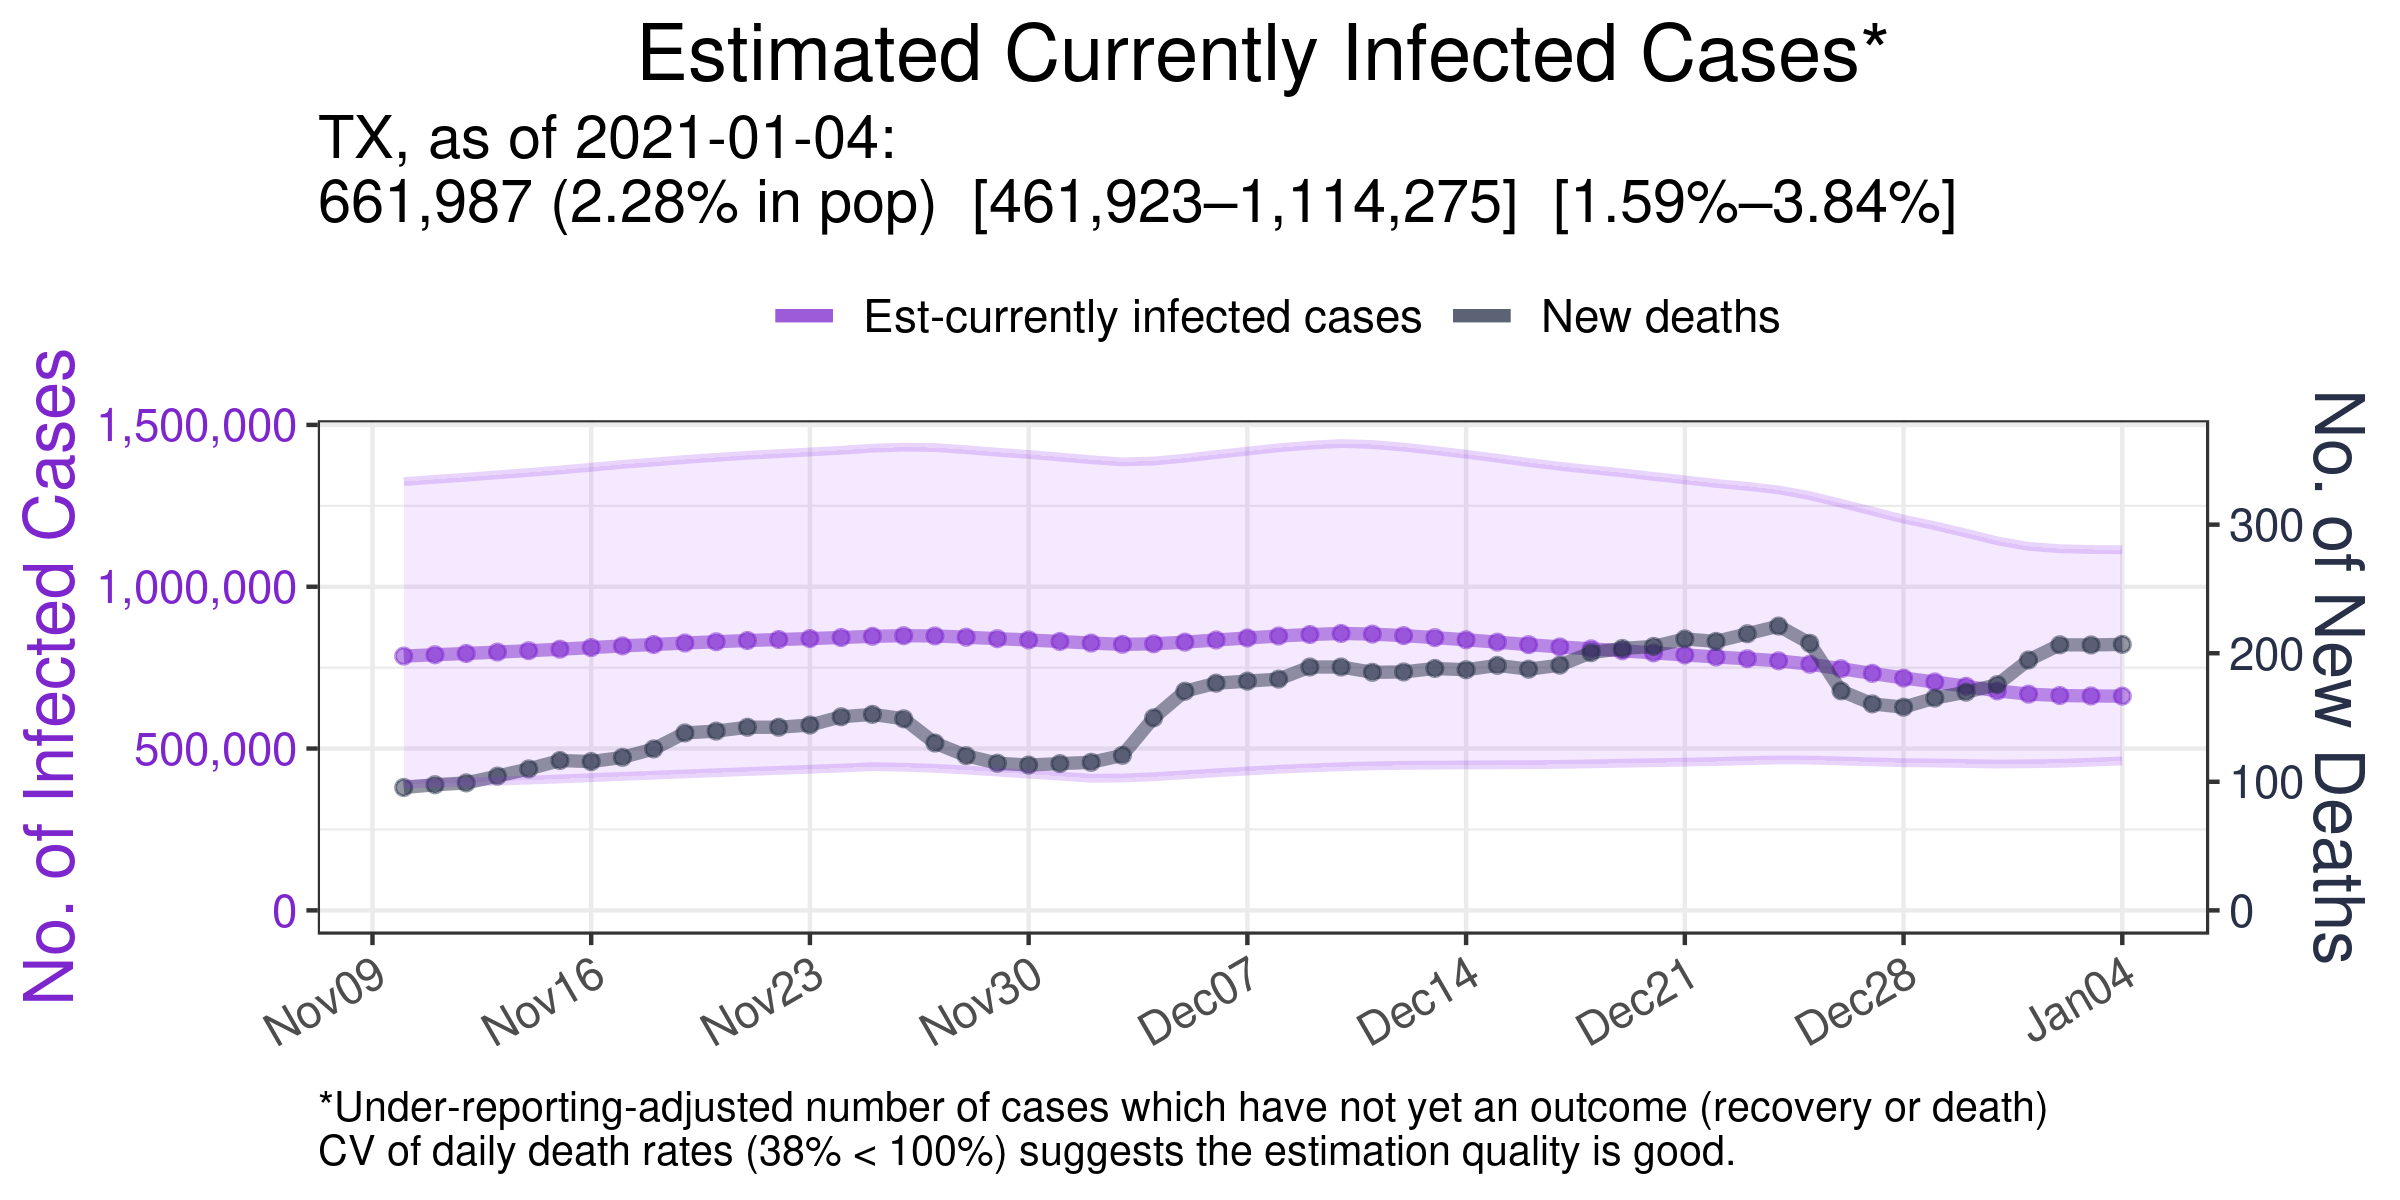 Estimated Currently Infected Cases*
TX, as of 2021-01-04:
661,987 (2.28% in pop) [461,923–1,114,275] [1.59%–3.84%]
Est-currently infected cases
New deaths
No. of Infected Cases
1,500,000
1,000,000
500,000
0
300
200
100
0
No. of New Deaths
Nov09
Nov16
Nov23
Nov30
Dec07
Dec14
Dec21
Dec28
Jan04
*Under-reporting-adjusted number of cases which have not yet an outcome (recovery or death)
CV of daily death rates (38% < 100%) suggests the estimation quality is good.